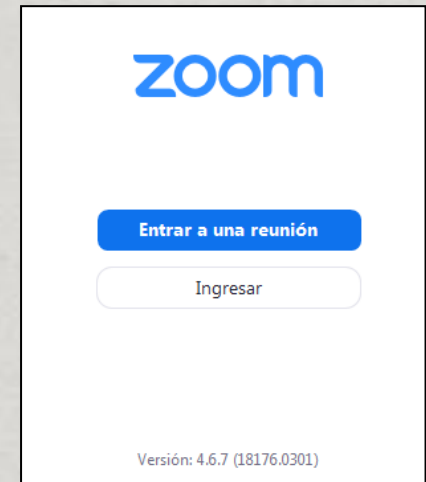 zoom
Entrar a una reunión
Ingresar
Versión: 4.6.7 (18176.0301)